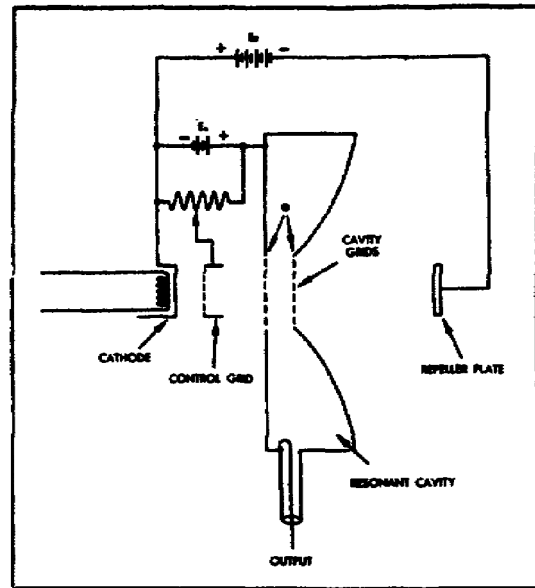 + -
- +
CAVITY
GRIDS
CATHODE
CONTROL GRID
REPELLER PLATE
RESONANT CAVITY
OUTPUT